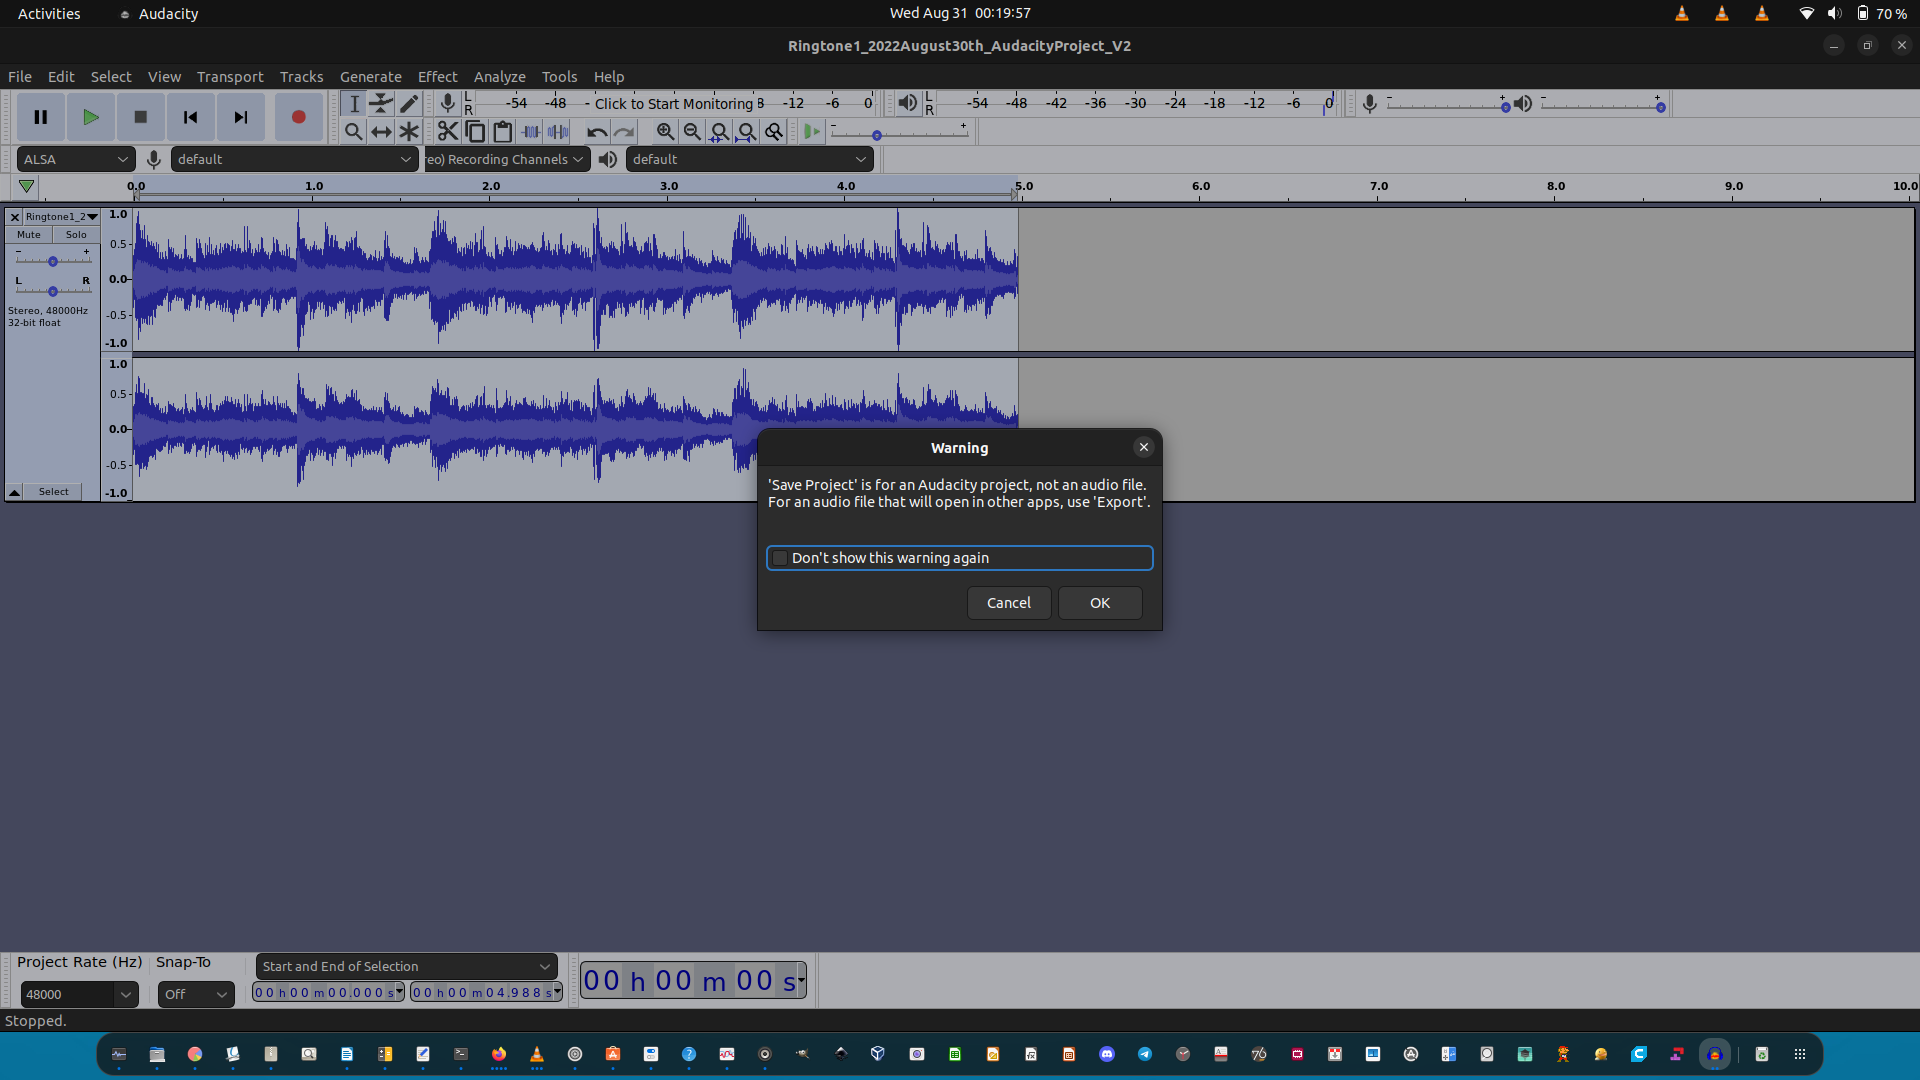 Activities Audacity Wed Aug 31 00:19:57 70 %
Ringtone1_2022August30th_AudacityProject_V2
File Edit Select View Transport Tracks Generate Effect Analyze Tools Help
L R -54 -48 - Click to Start Monitoring -12 -6 0 L R -54 -48 -42 -36 -30 -24 -18 -12 -6 0 - + - +
- +
ALSA default eo) Recording Channels default
0.0 1.0 2.0 3.0 4.0 5.0 6.0 7.0 8.0 9.0 10.0
Ringtone1_2 1.0
Mute Solo
0.5
- +
0.0
L R
Stereo, 48000Hz -0.5
32-bit float
-1.0
1.0
0.5
0.0
-0.5
Select -1.0
Warning
'Save Project' is for an Audacity project, not an audio file.
For an audio file that will open in other apps, use 'Export'.
Don't show this warning again
Cancel OK
Project Rate (Hz) Snap-To Start and End of Selection
48000 Off 00 h 00 m 00.000 s 00 h 00 m 04.988 s 00 h 00 m 00 s
Stopped.
76